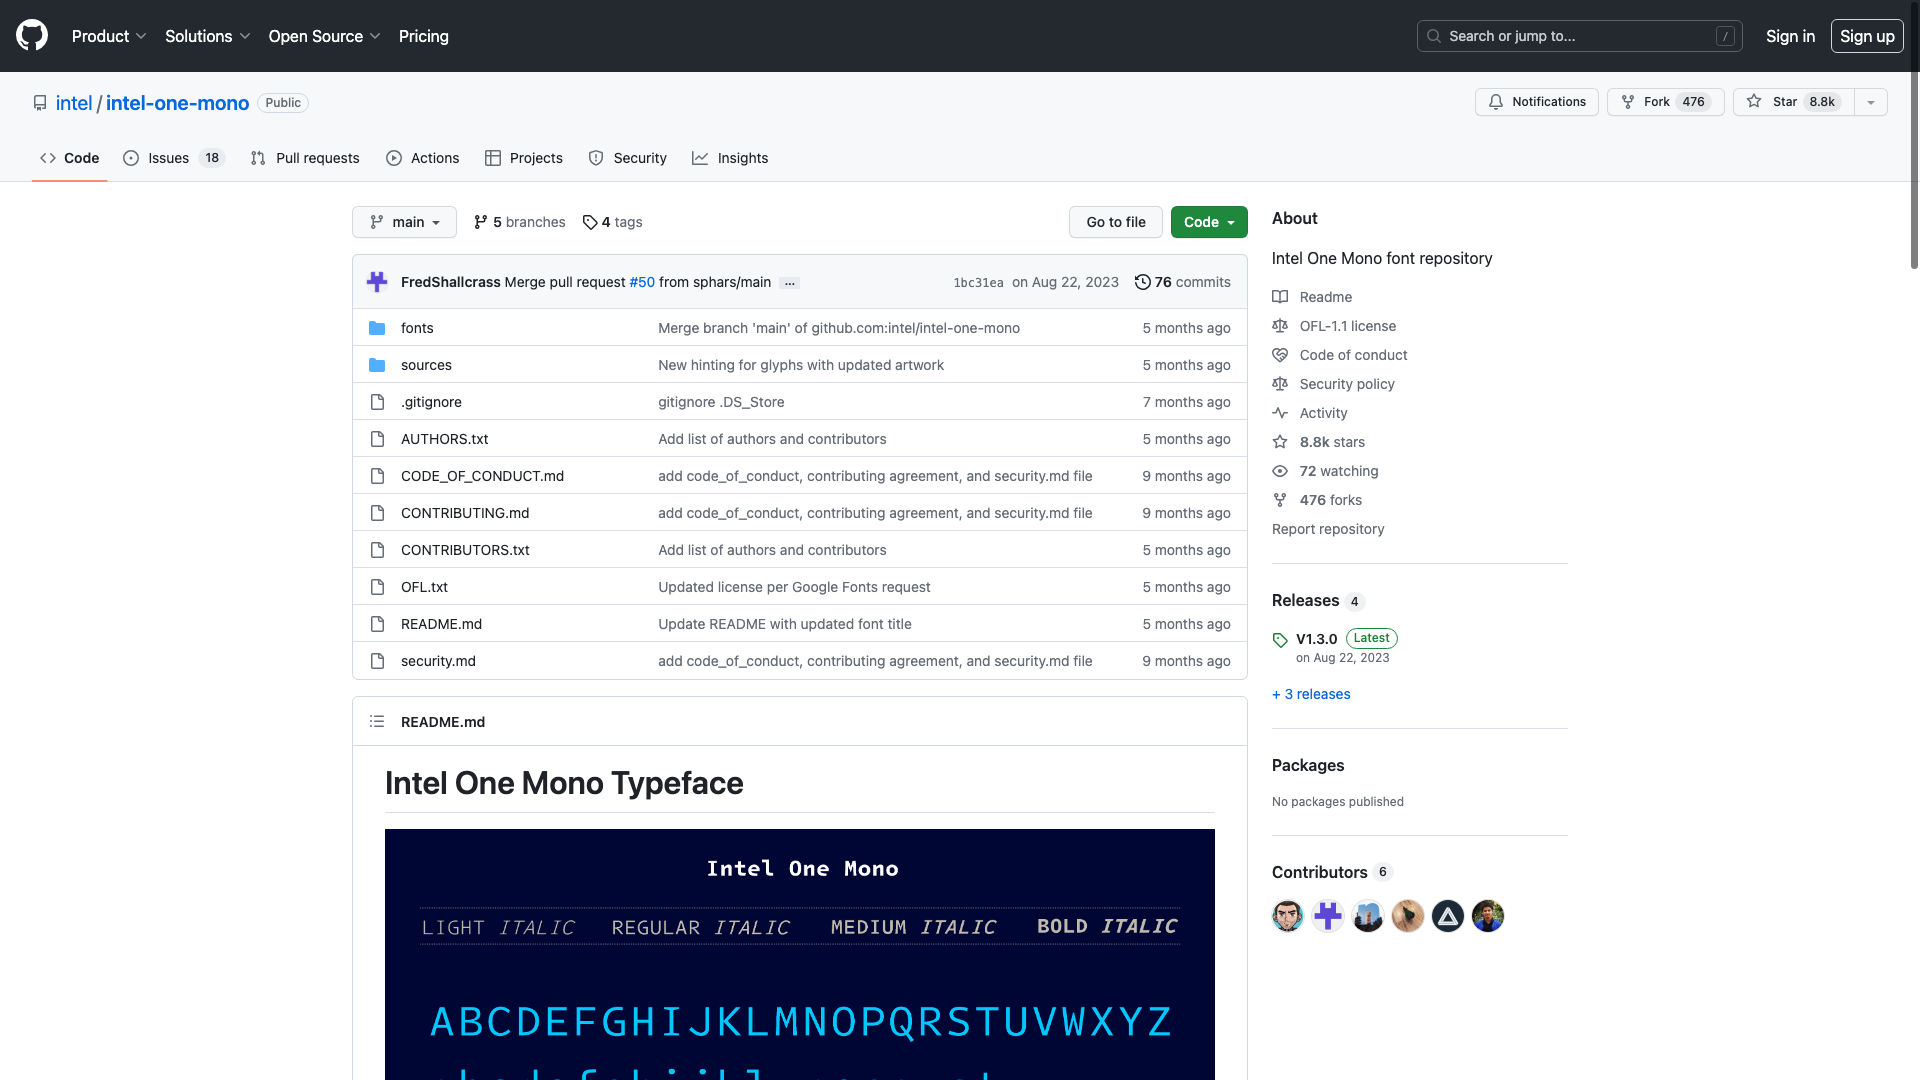 Product Solutions Open Source Pricing Search or jump to... / Sign in Sign up
intel / intel-one-mono Public Notifications Fork 476 Star 8.8k
Code Issues 18 Pull requests Actions Projects Security Insights
main 5 branches 4 tags Go to file Code
FredShallcrass Merge pull request #50 from sphars/main ... 1bc31ea on Aug 22, 2023 76 commits
fonts Merge branch 'main' of github.com:intel/intel-one-mono 5 months ago
sources New hinting for glyphs with updated artwork 5 months ago
.gitignore gitignore .DS_Store 7 months ago
AUTHORS.txt Add list of authors and contributors 5 months ago
CODE_OF_CONDUCT.md add code_of_conduct, contributing agreement, and security.md file 9 months ago
CONTRIBUTING.md add code_of_conduct, contributing agreement, and security.md file 9 months ago
CONTRIBUTORS.txt Add list of authors and contributors 5 months ago
OFL.txt Updated license per Google Fonts request 5 months ago
README.md Update README with updated font title 5 months ago
security.md add code_of_conduct, contributing agreement, and security.md file 9 months ago
README.md
Intel One Mono Typeface
Intel One Mono
LIGHT ITALIC REGULAR ITALIC MEDIUM ITALIC BOLD ITALIC
ABCDEFGHIJKLMNOPQRSTUVWXYZ
About
Intel One Mono font repository
Readme
OFL-1.1 license
Code of conduct
Security policy
Activity
8.8k stars
72 watching
476 forks
Report repository
Releases 4
V1.3.0 Latest
on Aug 22, 2023
+ 3 releases
Packages
No packages published
Contributors 6